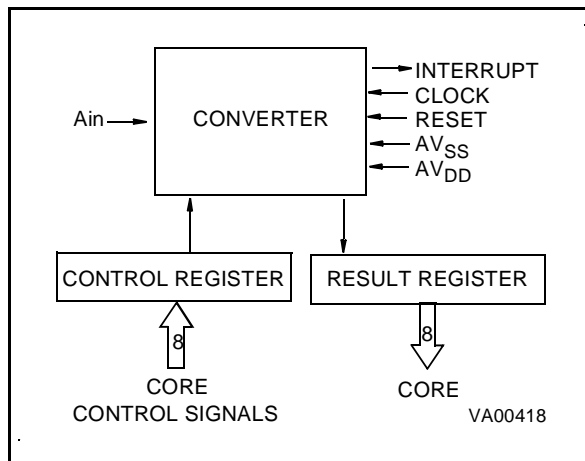 INTERRUPT
CLOCK
Ain
CONVERTER
RESET
AVSS
AVDD
CONTROL REGISTER
RESULT REGISTER
8
8
CORE
CONTROL SIGNALS
CORE
VA00418